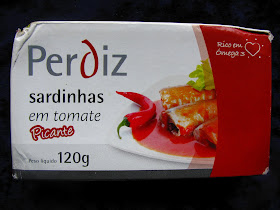 Perdiz
Rico em
Ómega 3
sardinhas
em tomate
Picante
Peso líquido 120g